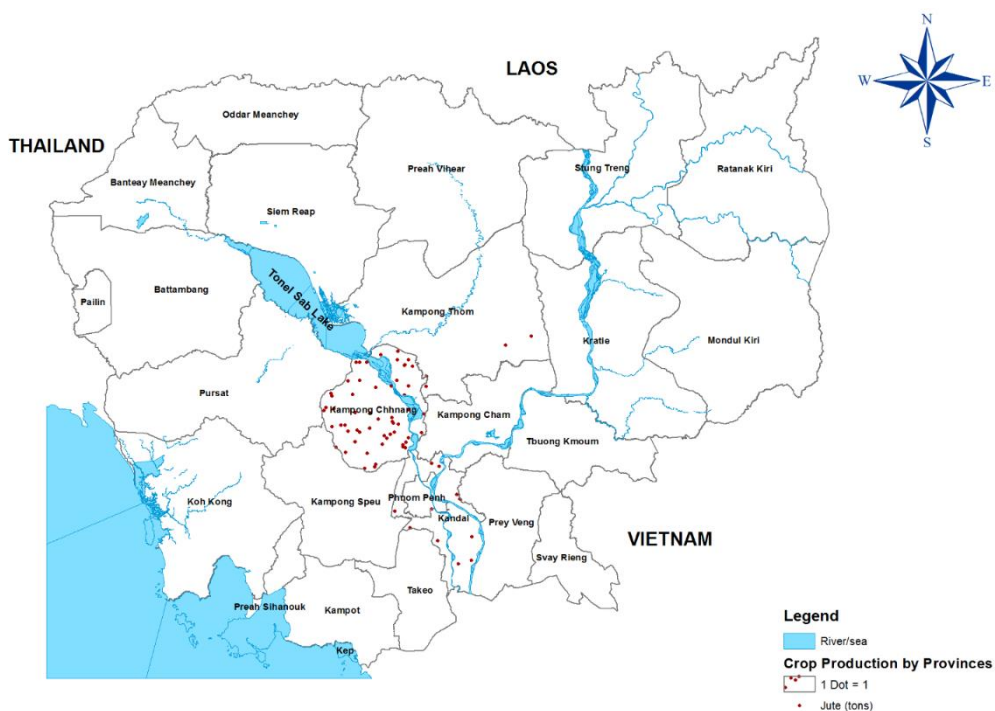 N
W
E
S
LAOS
THAILAND
Oddar Meanchey
Banteay Meanchey
Siem Reap
Preah Vihear
Stung Treng
Ratanak Kiri
Pailin
Battambang
Tonel Sab Lake
Kampong Thom
Kratie
Mondul Kiri
Pursat
Kampong Chhnang
Kampong Cham
Tbuong Kmoum
Koh Kong
Kampong Speu
Phnom Penh
Kandal
Prey Veng
Svay Rieng
VIETNAM
Takeo
Preah Sihanouk
Kampot
Kep
Legend
River/sea
Crop Production by Provinces
1 Dot = 1
Jute (tons)